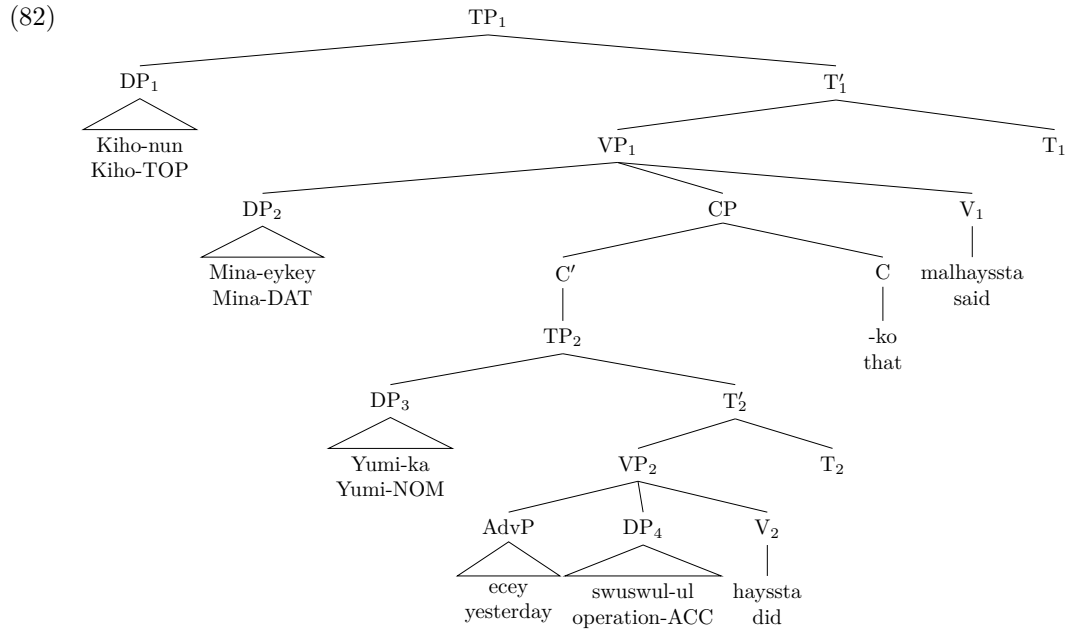 (82) TP₁
DP₁ T′₁
Kiho-nun
Kiho-TOP
VP₁ T₁
DP₂ CP V₁
Mina-eykey
Mina-DAT
C′ C malhayssta
said
TP₂ -ko
that
DP₃ T′₂
Yumi-ka
Yumi-NOM
VP₂ T₂
AdvP DP₄ V₂
ecey swuswul-ul hayssta
yesterday operation-ACC did